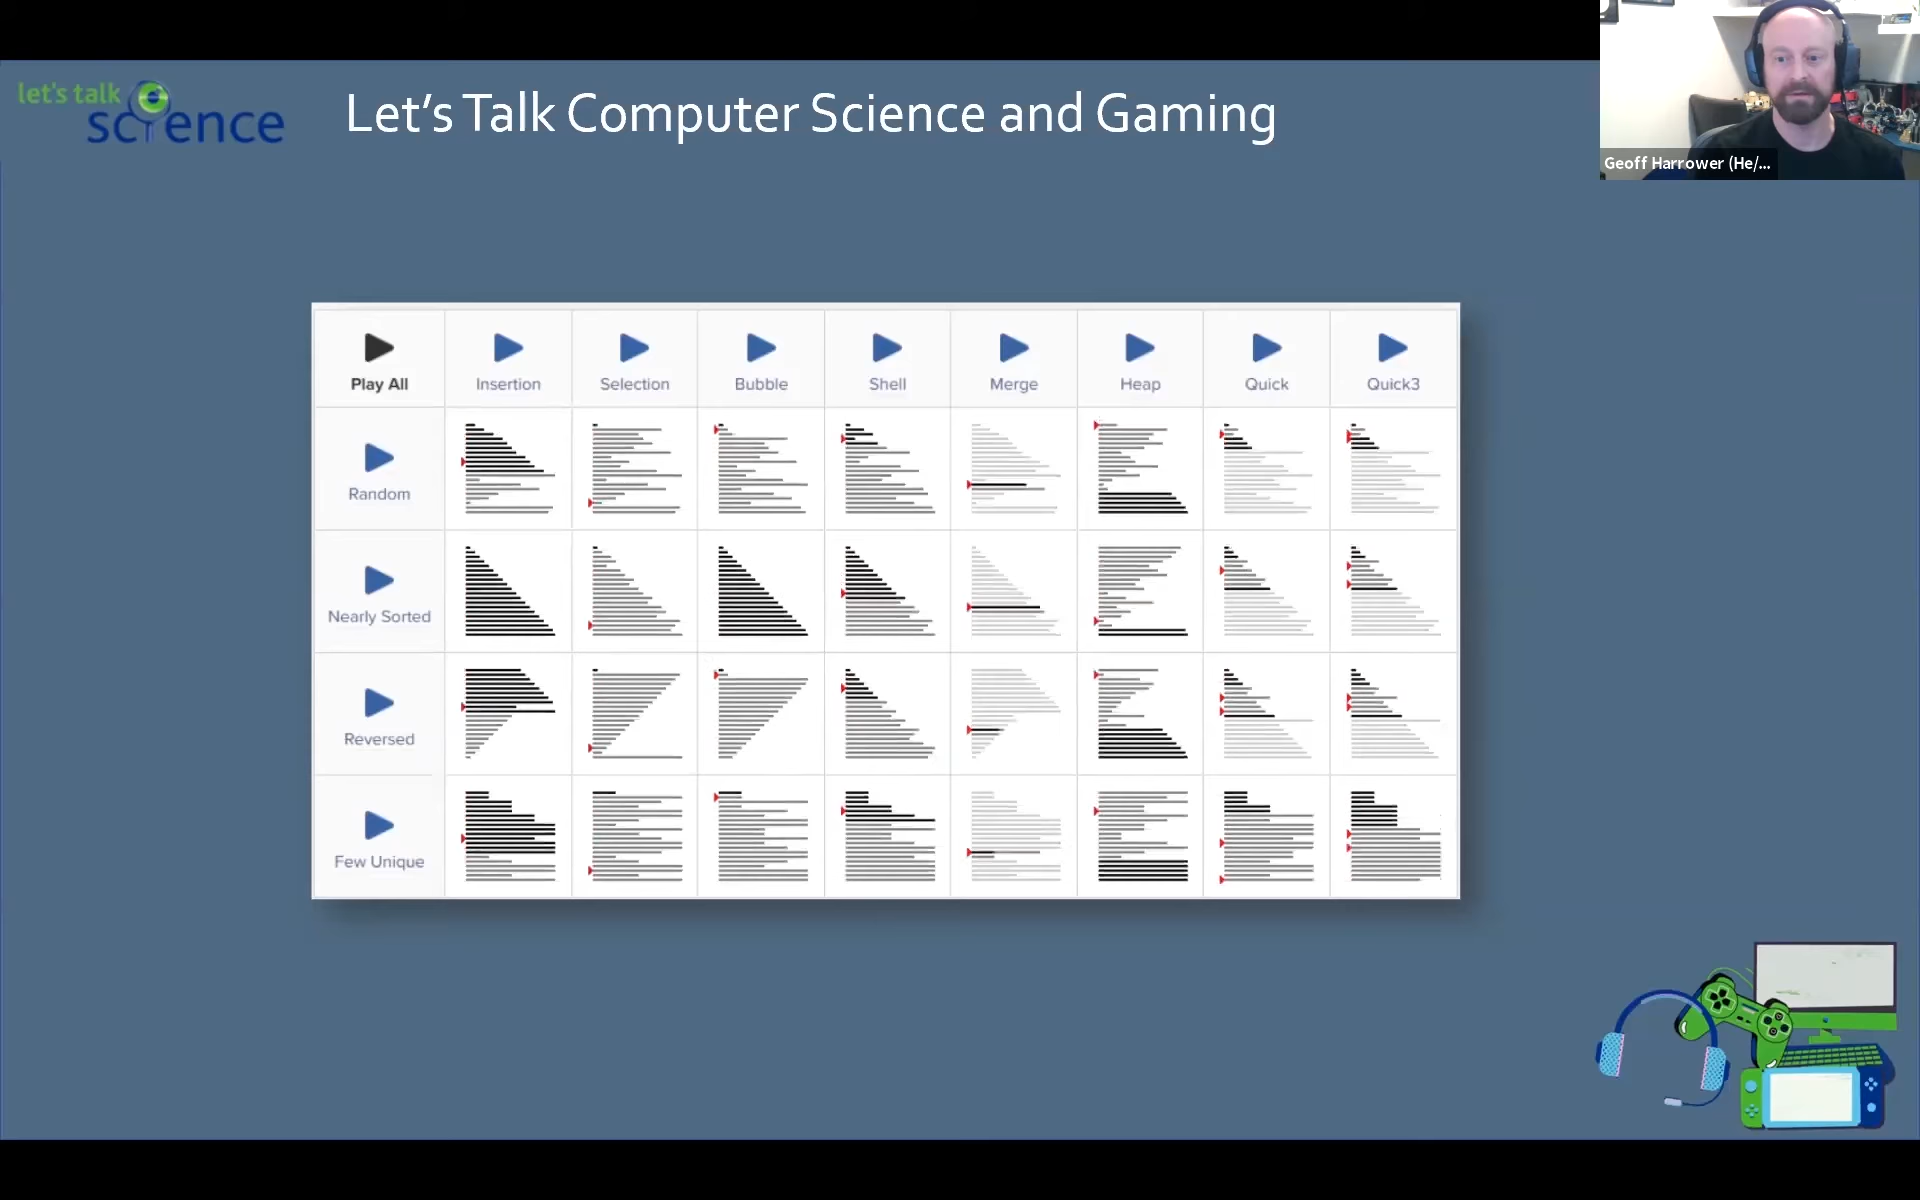 let's talk
science
Let's Talk Computer Science and Gaming
Geoff Harrower (He/...
Play All
Insertion
Selection
Bubble
Shell
Merge
Heap
Quick
Quick3
Random
Nearly Sorted
Reversed
Few Unique